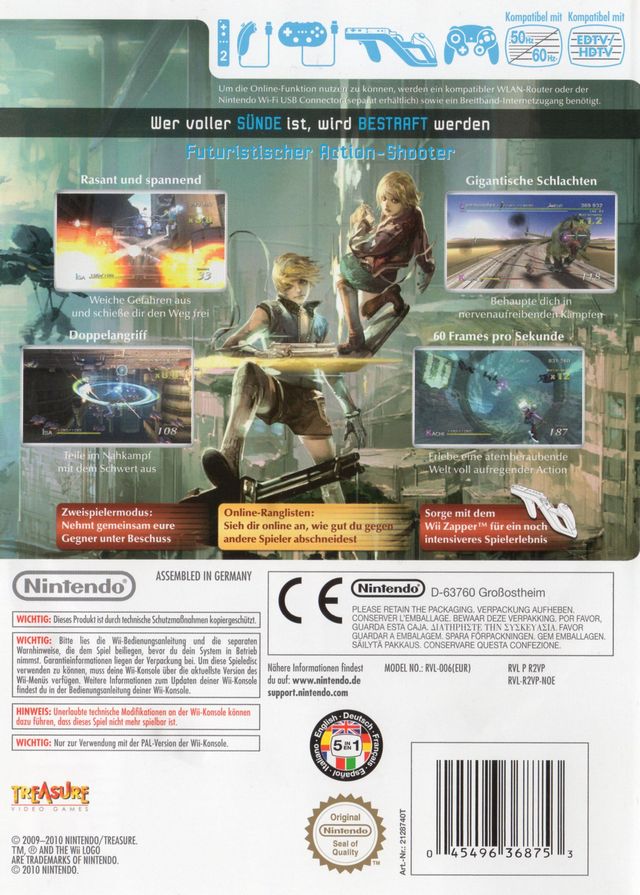 Kompatibel mit
50Hz
60Hz
Kompatibel mit
EDTV/
HDTV
2
Um die Online-Funktion nutzen zu können, werden ein kompatibler WLAN-Router oder der
Nintendo Wi-Fi USB Connector (separat erhältlich) sowie ein Breitband-Internetzugang benötigt.
Wer voller SÜNDE ist, wird BESTRAFT werden
Futuristischer Action-Shooter
Rasant und spannend
Weiche Gefahren aus
und schieße dir den Weg frei
Gigantische Schlachten
x1.2
Behaupte dich in
nervenaufreibenden Kämpfen
Doppelangriff
ISA
108
Teile im Nahkampf
mit dem Schwert aus
60 Frames pro Sekunde
x12
KACHI
187
Erlebe eine atemberaubende
Welt voll aufregender Action
Zweispielermodus:
Nehmt gemeinsam eure
Gegner unter Beschuss
Online-Ranglisten:
Sieh dir online an, wie gut du gegen
andere Spieler abschneidest
Sorge mit dem
Wii Zapper™ für ein noch
intensiveres Spielerlebnis
Nintendo
ASSEMBLED IN GERMANY
WICHTIG: Dieses Produkt ist durch technische Schutzmaßnahmen kopiergeschützt.
WICHTIG: Bitte lies die Wii-Bedienungsanleitung und die separaten
Warnhinweise, die dem Spiel beiliegen, bevor du dein System in Betrieb
nimmst. Garantieinformationen liegen der Verpackung bei. Um diese Spieledisc
verwenden zu können, muss deine Wii-Konsole über die aktuellste Version des
Wii-Menüs verfügen. Weitere Informationen zum Updaten deiner Wii-Konsole
findest du in der Bedienungsanleitung deiner Wii-Konsole.
HINWEIS: Unerlaubte technische Modifikationen an der Wii-Konsole können
dazu führen, dass dieses Spiel nicht mehr spielbar ist.
WICHTIG: Nur zur Verwendung mit der PAL-Version der Wii-Konsole.
CE
Nintendo D-63760 Großostheim
PLEASE RETAIN THE PACKAGING. VERPACKUNG AUFHEBEN.
CONSERVER L'EMBALLAGE. BEWAAR DEZE VERPAKKING. POR FAVOR,
GUARDA ESTA CAJA. ΔΙΑΤΗΡΗΣΤΕ ΤΗΝ ΣΥΣΚΕΥΑΣΙΑ. FAVOR
GUARDAR A EMBALAGEM. SPARA FÖRPACKNINGEN. GEM EMBALLAGEN.
SÄILYTÄ PAKKAUS. CONSERVARE QUESTA CONFEZIONE.
Nähere Informationen findest
du auf: www.nintendo.de
support.nintendo.com
MODEL NO.: RVL-006(EUR)
RVL P R2VP
RVL-R2VP-NOE
English · Deutsch · Français · Español · Italiano
5 IN EN 1
TREASURE
VIDEO GAMES
© 2009–2010 NINTENDO/TREASURE.
TM, ® AND THE Wii LOGO
ARE TRADEMARKS OF NINTENDO.
© 2010 NINTENDO.
Original
Nintendo
Seal of
Quality
TM
Art.-Nr.: 2128740T
0 45496 36875 3